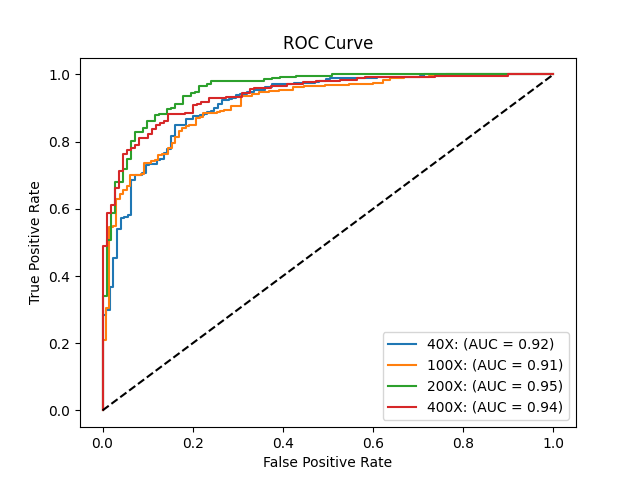 ROC Curve
True Positive Rate
1.0
0.8
0.6
0.4
0.2
0.0
0.0 0.2 0.4 0.6 0.8 1.0
False Positive Rate
40X: (AUC = 0.92)
100X: (AUC = 0.91)
200X: (AUC = 0.95)
400X: (AUC = 0.94)